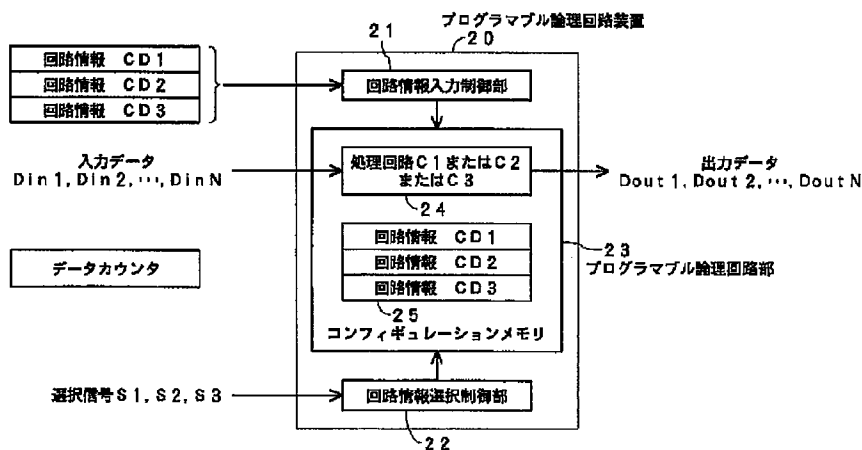 プログラマブル論理回路装置
20
21
回路情報 CD1
回路情報 CD2
回路情報 CD3
回路情報入力制御部
入力データ
Din1,Din2,…,DinN
処理回路C1またはC2
またはC3
24
出力データ
Dout1,Dout2,…,DoutN
データカウンタ
回路情報 CD1
回路情報 CD2
回路情報 CD3
25
コンフィギュレーションメモリ
23
プログラマブル論理回路部
選択信号S1,S2,S3
回路情報選択制御部
22